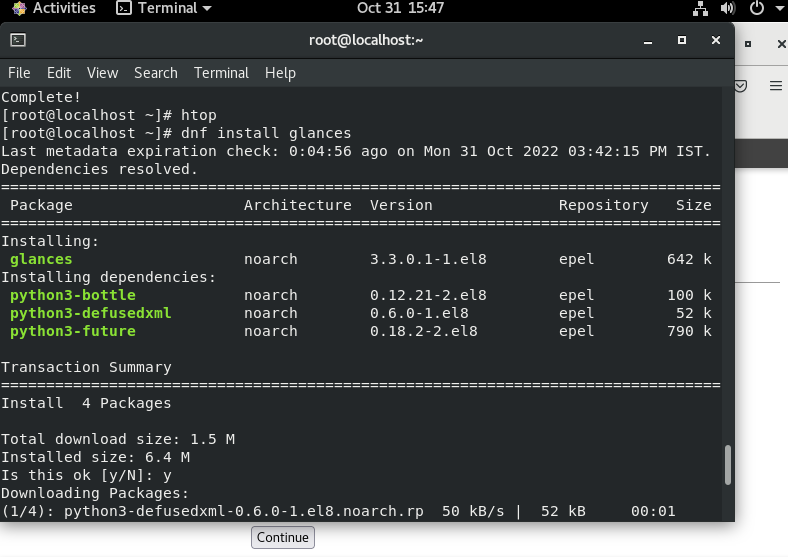 Activities Terminal Oct 31 15:47
root@localhost:~
File Edit View Search Terminal Help
Complete!
[root@localhost ~]# htop
[root@localhost ~]# dnf install glances
Last metadata expiration check: 0:04:56 ago on Mon 31 Oct 2022 03:42:15 PM IST.
Dependencies resolved.
================================================================================
Package Architecture Version Repository Size
================================================================================
Installing:
glances noarch 3.3.0.1-1.el8 epel 642 k
Installing dependencies:
python3-bottle noarch 0.12.21-2.el8 epel 100 k
python3-defusedxml noarch 0.6.0-1.el8 epel 52 k
python3-future noarch 0.18.2-2.el8 epel 790 k
Transaction Summary
================================================================================
Install 4 Packages
Total download size: 1.5 M
Installed size: 6.4 M
Is this ok [y/N]: y
Downloading Packages:
(1/4): python3-defusedxml-0.6.0-1.el8.noarch.rp 50 kB/s | 52 kB 00:01
Continue